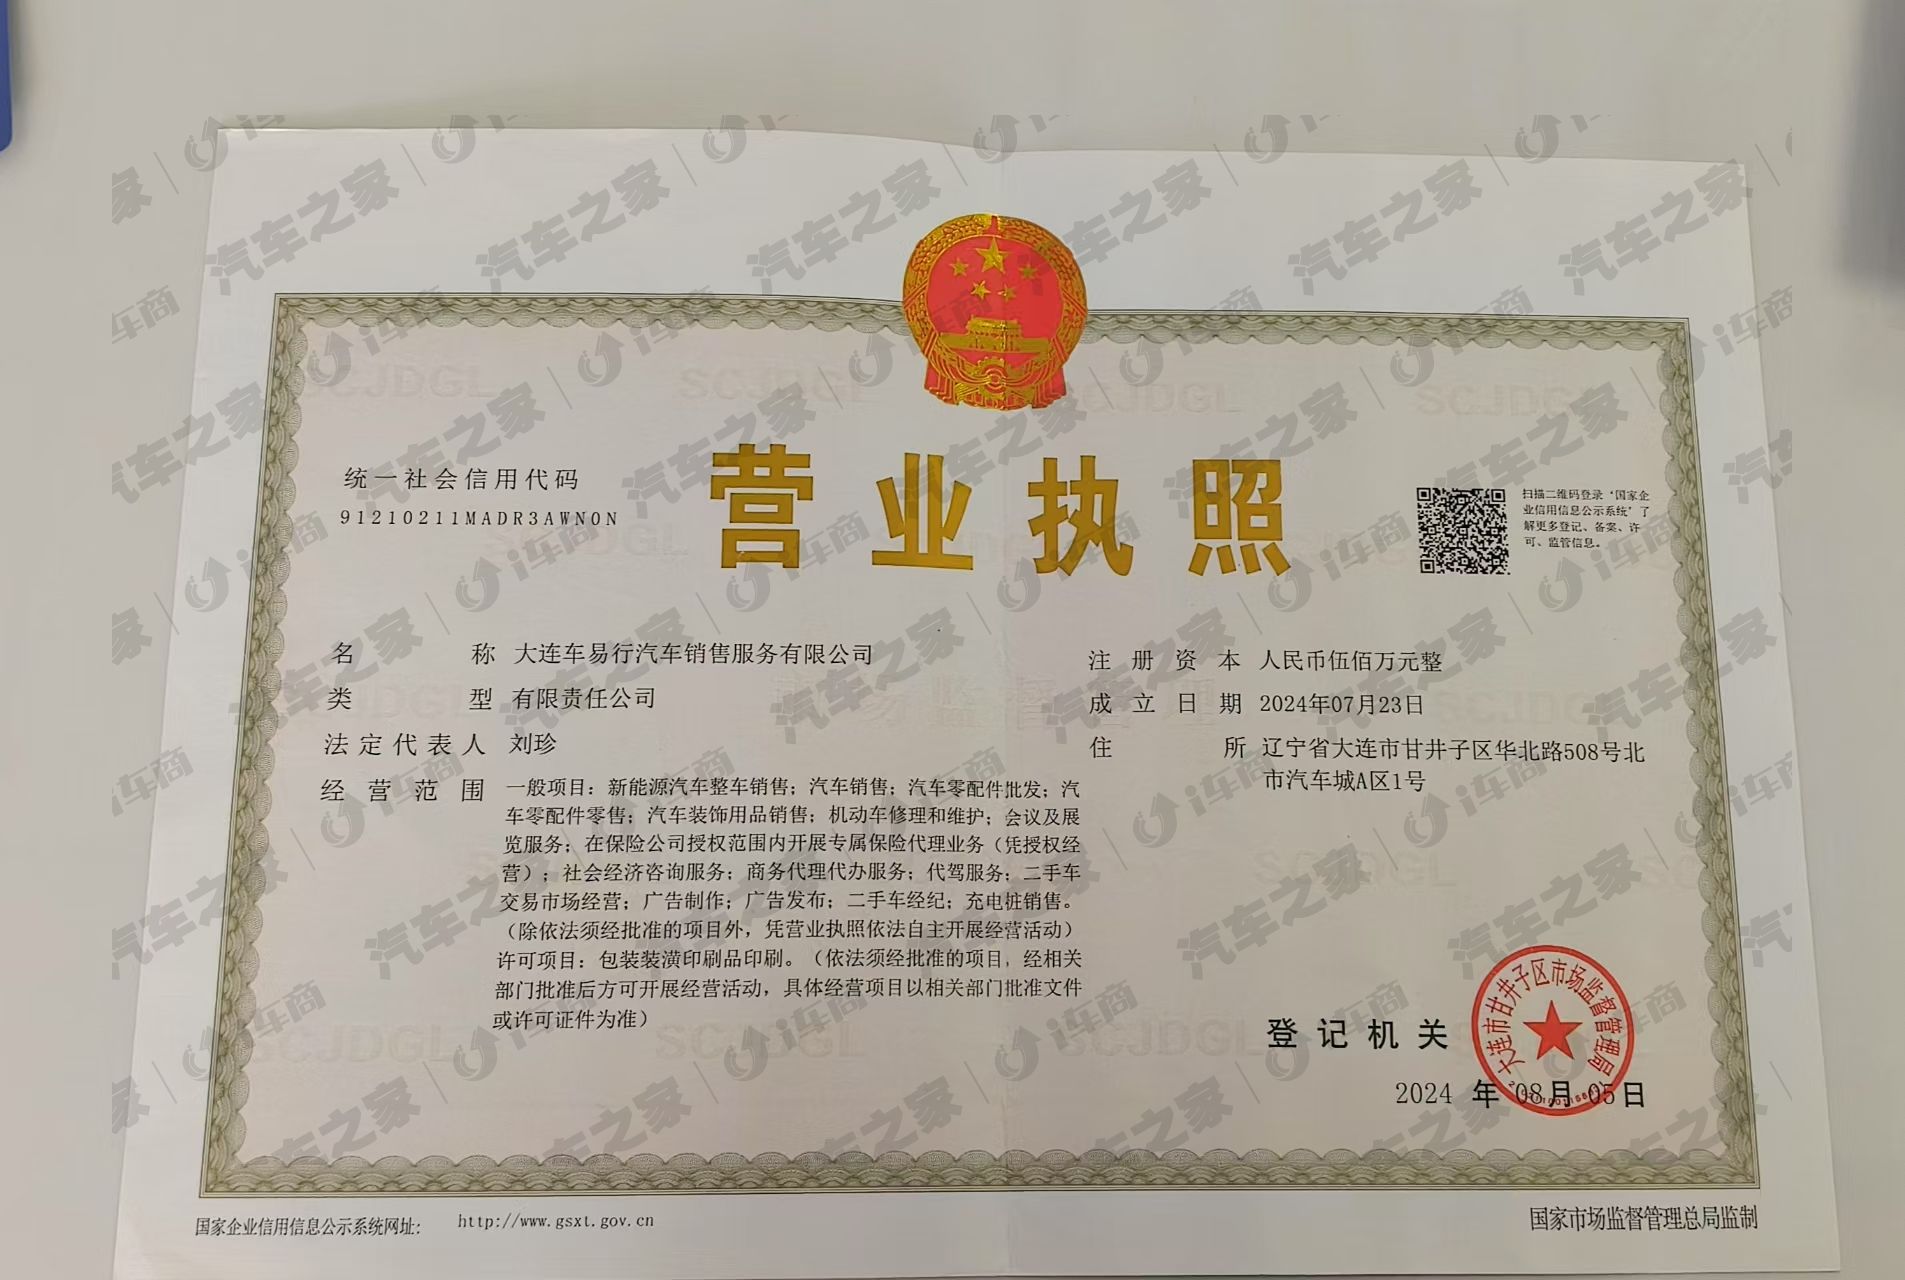 营业执照
统一社会信用代码
91210211MADR3AWN0N
扫描二维码登录“国家企
业信用信息公示系统”了
解更多登记、备案、许
可、监管信息。
名称 大连车易行汽车销售服务有限公司
类型 有限责任公司
法定代表人 刘珍
经营范围 一般项目：新能源汽车整车销售；汽车销售；汽车零配件批发；汽
车零配件零售；汽车装饰用品销售；机动车修理和维护；会议及展
览服务；在保险公司授权范围内开展专属保险代理业务（凭授权经
营）；社会经济咨询服务；商务代理代办服务；代驾服务；二手车
交易市场经营；广告制作；广告发布；二手车经纪；充电桩销售。
（除依法须经批准的项目外，凭营业执照依法自主开展经营活动）
许可项目：包装装潢印刷品印刷。（依法须经批准的项目，经相关
部门批准后方可开展经营活动，具体经营项目以相关部门批准文件
或许可证件为准）
注册资本 人民币伍佰万元整
成立日期 2024年07月23日
住所 辽宁省大连市甘井子区华北路508号北
市汽车城A区1号
登记机关
大连市甘井子区市场监督管理局
2024 年 08 月 05 日
国家企业信用信息公示系统网址： http://www.gsxt.gov.cn
国家市场监督管理总局监制
汽车之家 | i车商
SCJDGL